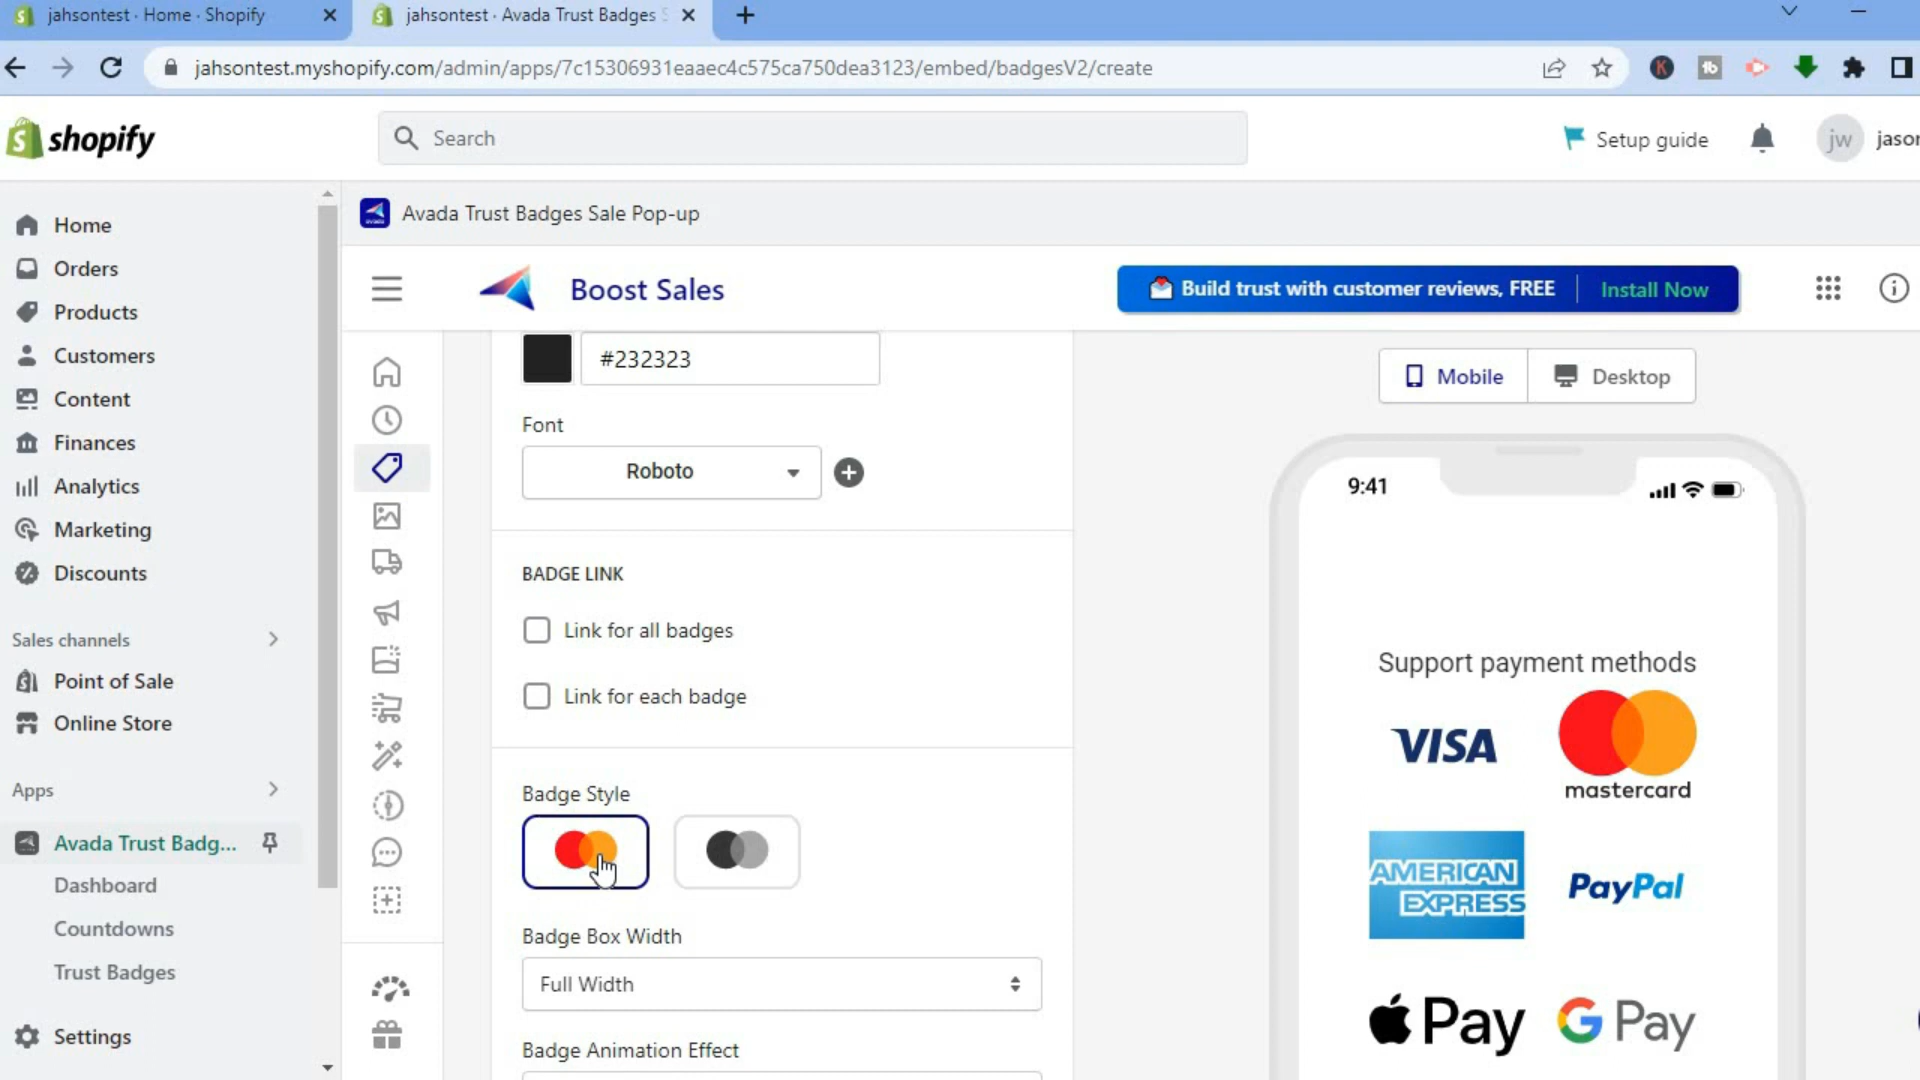 jahsontest · Home · Shopify
jahsontest · Avada Trust Badges S
jahsontest.myshopify.com/admin/apps/7c15306931eaaec4c575ca750dea3123/embed/badgesV2/create
shopify
Search
Setup guide
jw
jason
Home
Orders
Products
Customers
Content
Finances
Analytics
Marketing
Discounts
Sales channels
Point of Sale
Online Store
Apps
Avada Trust Badg...
Dashboard
Countdowns
Trust Badges
Settings
Avada Trust Badges Sale Pop-up
Boost Sales
Build trust with customer reviews, FREE
Install Now
#232323
Font
Roboto
BADGE LINK
Link for all badges
Link for each badge
Badge Style
Badge Box Width
Full Width
Badge Animation Effect
Mobile
Desktop
9:41
Support payment methods
VISA
mastercard
AMERICAN
EXPRESS
PayPal
Pay
G Pay